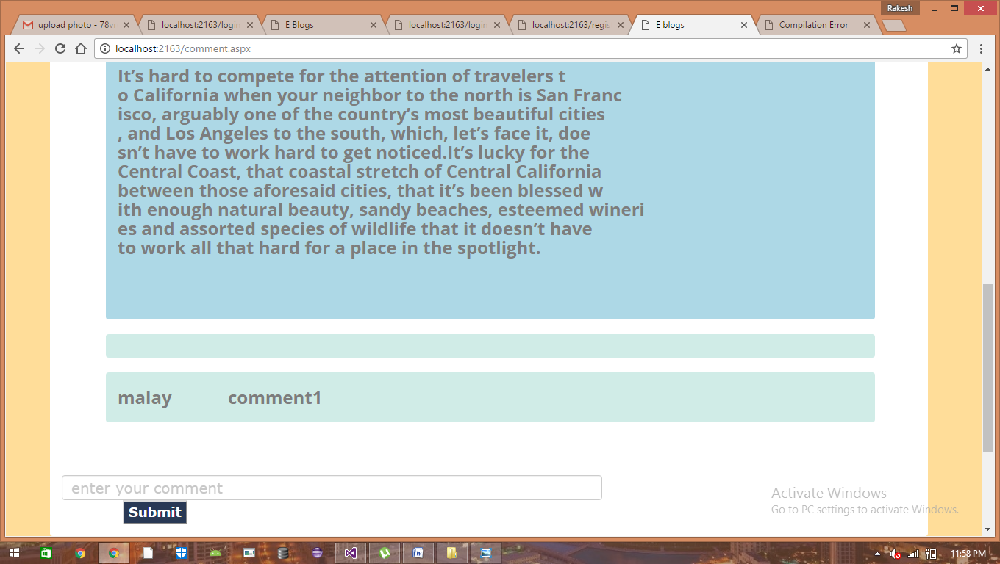 Rakesh
upload photo - 78v
localhost:2163/login
E Blogs
localhost:2163/login
localhost:2163/regis
E blogs
Compilation Error
localhost:2163/comment.aspx
It’s hard to compete for the attention of travelers t
o California when your neighbor to the north is San Franc
isco, arguably one of the country’s most beautiful cities
, and Los Angeles to the south, which, let’s face it, doe
sn’t have to work hard to get noticed.It’s lucky for the
Central Coast, that coastal stretch of Central California
between those aforesaid cities, that it’s been blessed w
ith enough natural beauty, sandy beaches, esteemed wineri
es and assorted species of wildlife that it doesn’t have
to work all that hard for a place in the spotlight.
malay comment1
enter your comment
Submit
Activate Windows
Go to PC settings to activate Windows.
11:58 PM